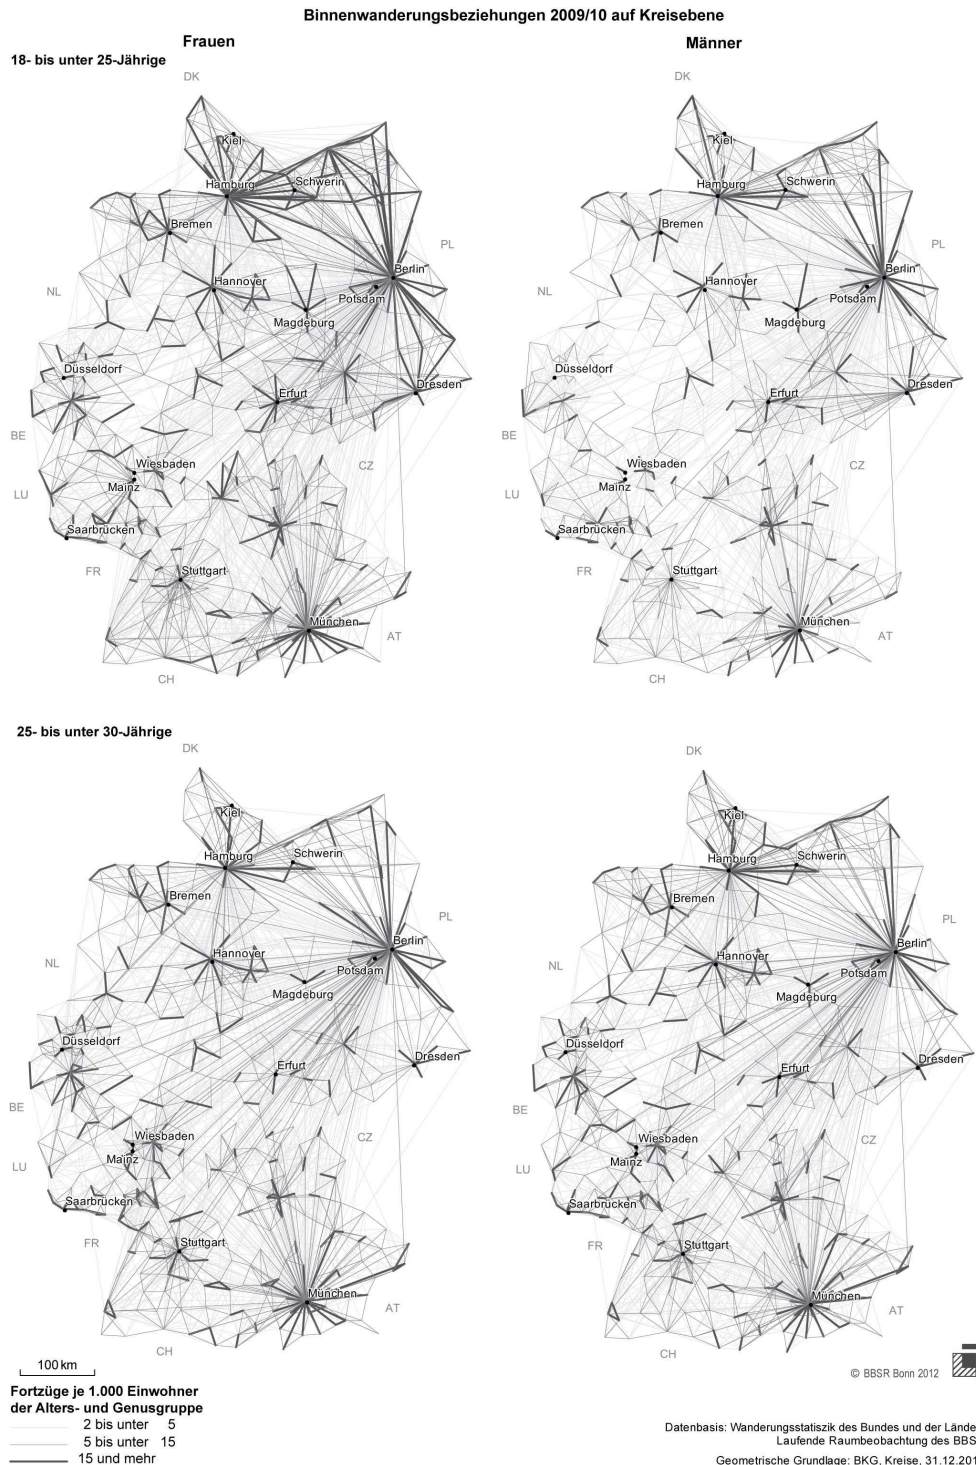 Binnenwanderungsbeziehungen 2009/10 auf Kreisebene
Frauen
Männer
18- bis unter 25-Jährige
DK
Kiel
Hamburg
Schwerin
Bremen
PL
Berlin
NL
Hannover
Potsdam
Magdeburg
Düsseldorf
Dresden
Erfurt
BE
Wiesbaden
CZ
Mainz
LU
Saarbrücken
FR
Stuttgart
München
AT
CH
DK
Kiel
Hamburg
Schwerin
Bremen
PL
Berlin
NL
Hannover
Potsdam
Magdeburg
Düsseldorf
Dresden
Erfurt
BE
Wiesbaden
CZ
Mainz
LU
Saarbrücken
FR
Stuttgart
München
AT
CH
25- bis unter 30-Jährige
DK
Kiel
Hamburg
Schwerin
Bremen
PL
Berlin
NL
Hannover
Potsdam
Magdeburg
Düsseldorf
Dresden
Erfurt
BE
Wiesbaden
CZ
Mainz
LU
Saarbrücken
FR
Stuttgart
München
AT
CH
DK
Kiel
Hamburg
Schwerin
Bremen
PL
Berlin
NL
Hannover
Potsdam
Magdeburg
Düsseldorf
Dresden
Erfurt
BE
Wiesbaden
CZ
Mainz
LU
Saarbrücken
FR
Stuttgart
München
AT
CH
100 km
© BBSR Bonn 2012
Fortzüge je 1.000 Einwohner
der Alters- und Genusgruppe
2 bis unter 5
5 bis unter 15
15 und mehr
Datenbasis: Wanderungsstatiszik des Bundes und der Lände
Laufende Raumbeobachtung des BBS
Geometrische Grundlage: BKG, Kreise, 31.12.201